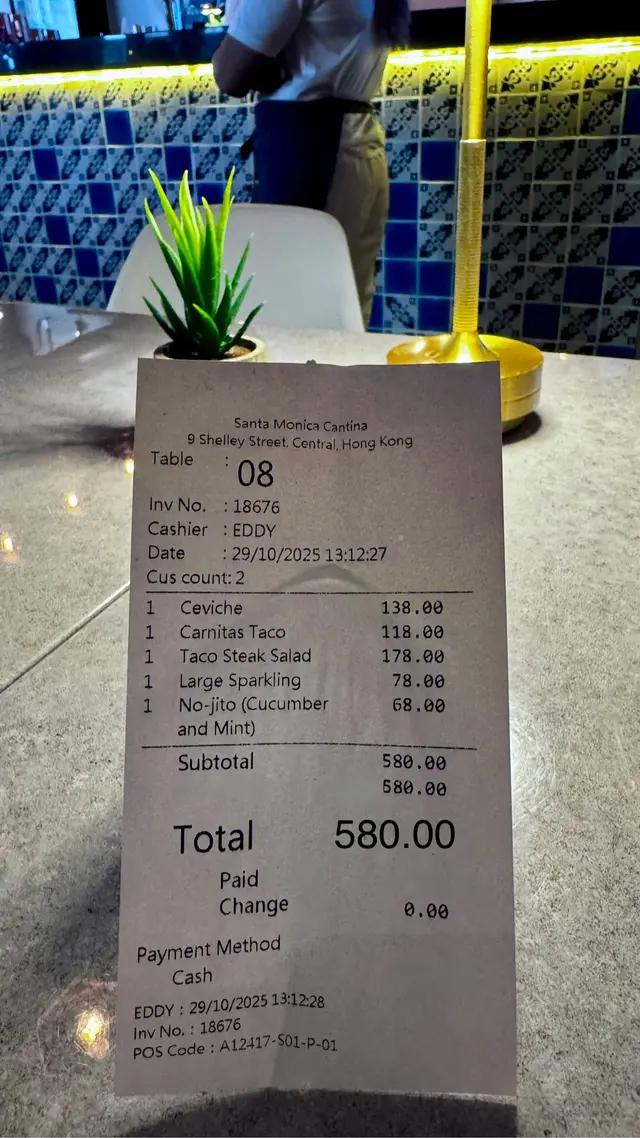 Santa Monica Cantina
9 Shelley Street, Central, Hong Kong
Table : 08
Inv No. : 18676
Cashier : EDDY
Date : 29/10/2025 13:12:27
Cus count: 2
1 Ceviche 138.00
1 Carnitas Taco 118.00
1 Taco Steak Salad 178.00
1 Large Sparkling 78.00
1 No-jito (Cucumber 68.00
and Mint)
Subtotal 580.00
580.00
Total 580.00
Paid
Change 0.00
Payment Method
Cash
EDDY : 29/10/2025 13:12:28
Inv No. : 18676
POS Code : A12417-S01-P-01